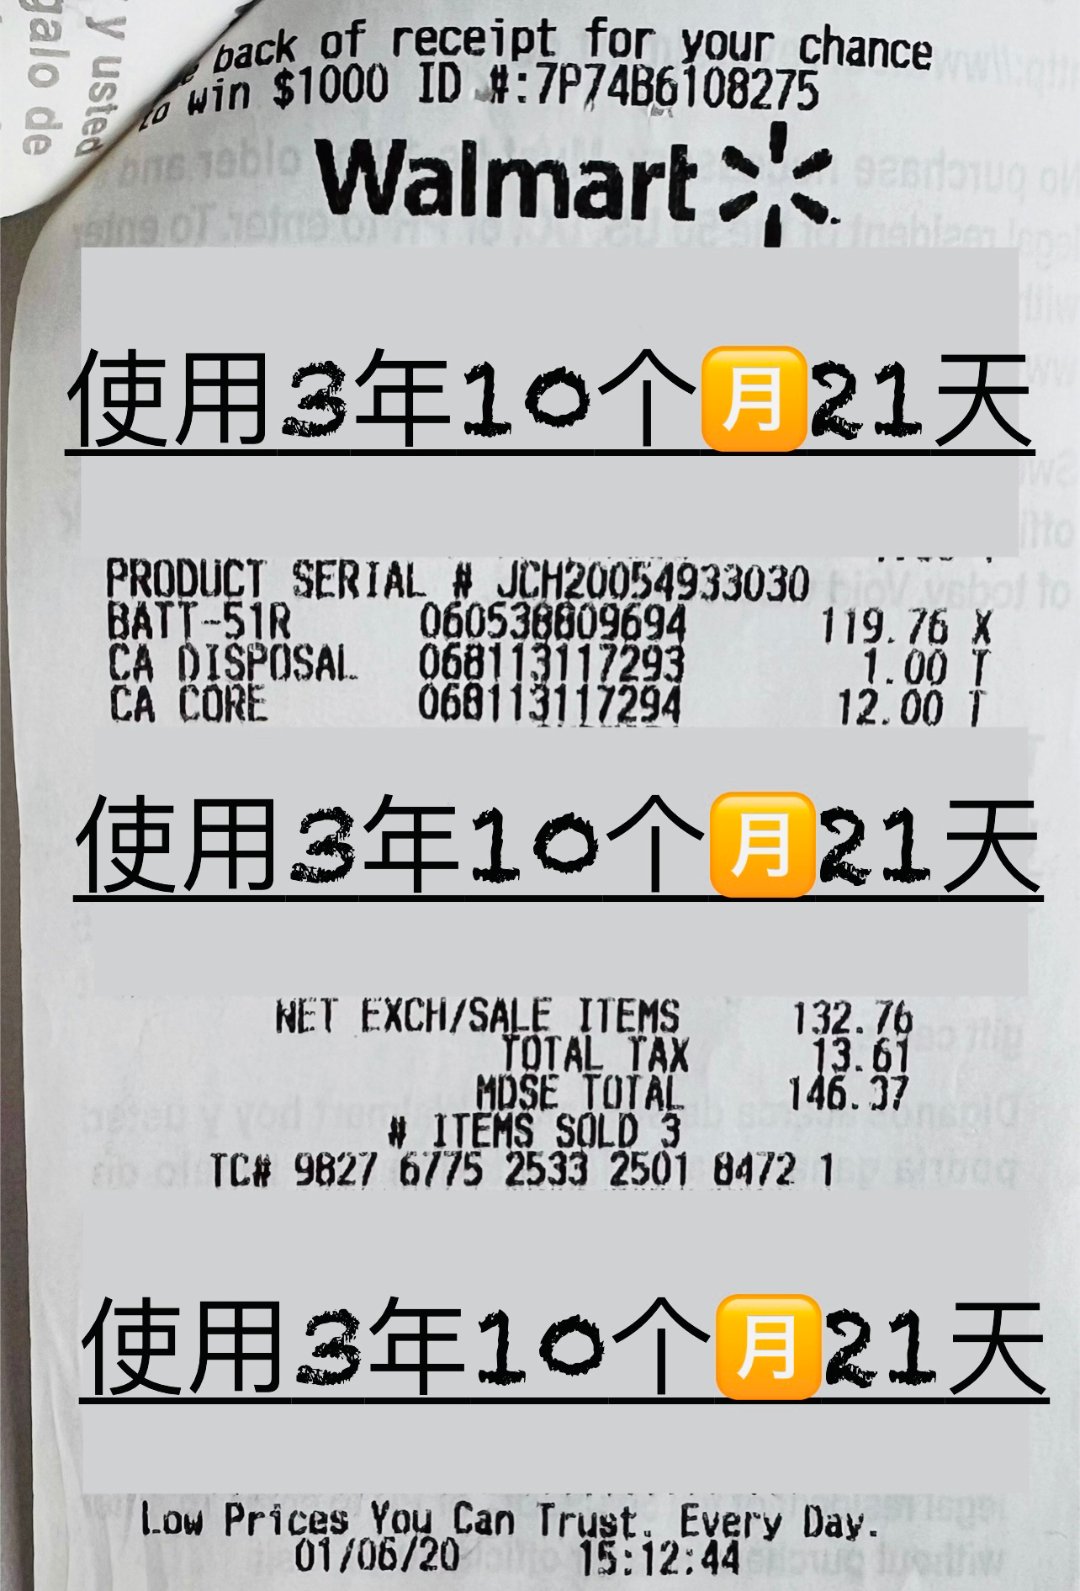 back of receipt for your chance
to win $1000 ID #:7P74B6108275
Walmart
使用3年10个月21天
PRODUCT SERIAL # JCH20054933030
BATT-51R 060538809694 119.76 X
CA DISPOSAL 068113117293 1.00 T
CA CORE 068113117294 12.00 T
使用3年10个月21天
NET EXCH/SALE ITEMS 132.76
TOTAL TAX 13.61
MDSE TOTAL 146.37
# ITEMS SOLD 3
TC# 9827 6775 2533 2501 8472 1
使用3年10个月21天
Low Prices You Can Trust. Every Day.
01/06/20 15:12:44
galo de
y usted